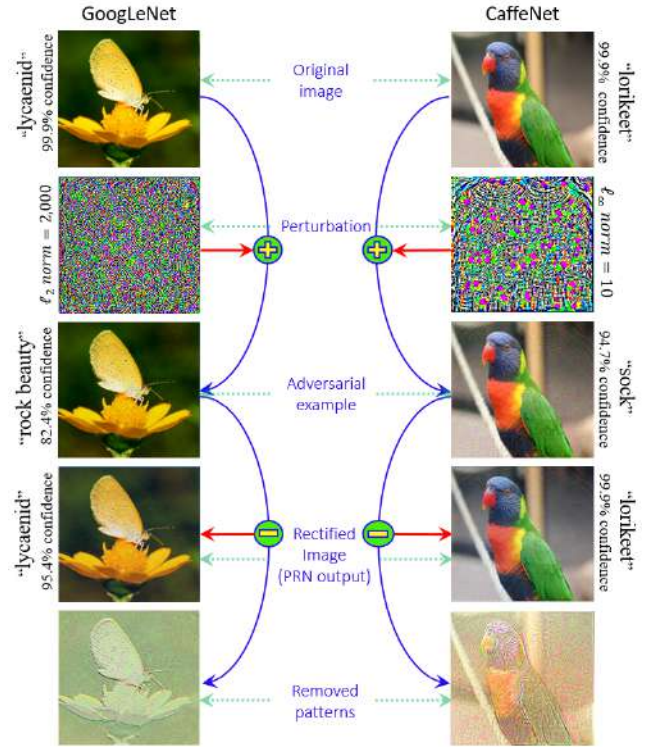 GoogLeNet
CaffeNet
"lycaenid"
99.9% confidence
Original
image
"lorikeet"
99.9% confidence
ℓ₂ norm = 2,000
Perturbation
ℓ∞ norm = 10
"rock beauty"
82.4% confidence
Adversarial
example
"sock"
94.7% confidence
"lycaenid"
95.4% confidence
Rectified
Image
(PRN output)
"lorikeet"
99.9% confidence
Removed
patterns